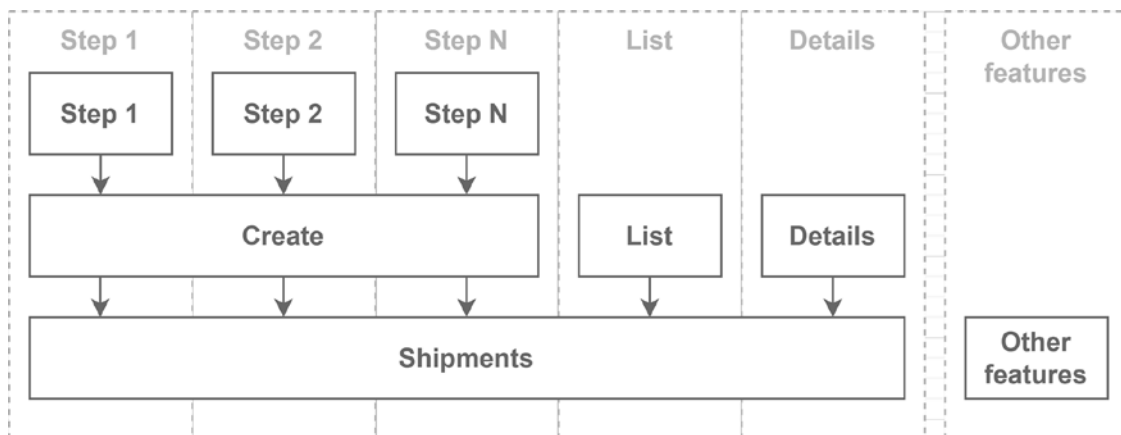 Step 1
Step 2
Step N
List
Details
Other
features
Step 1
Step 2
Step N
Create
List
Details
Shipments
Other
features